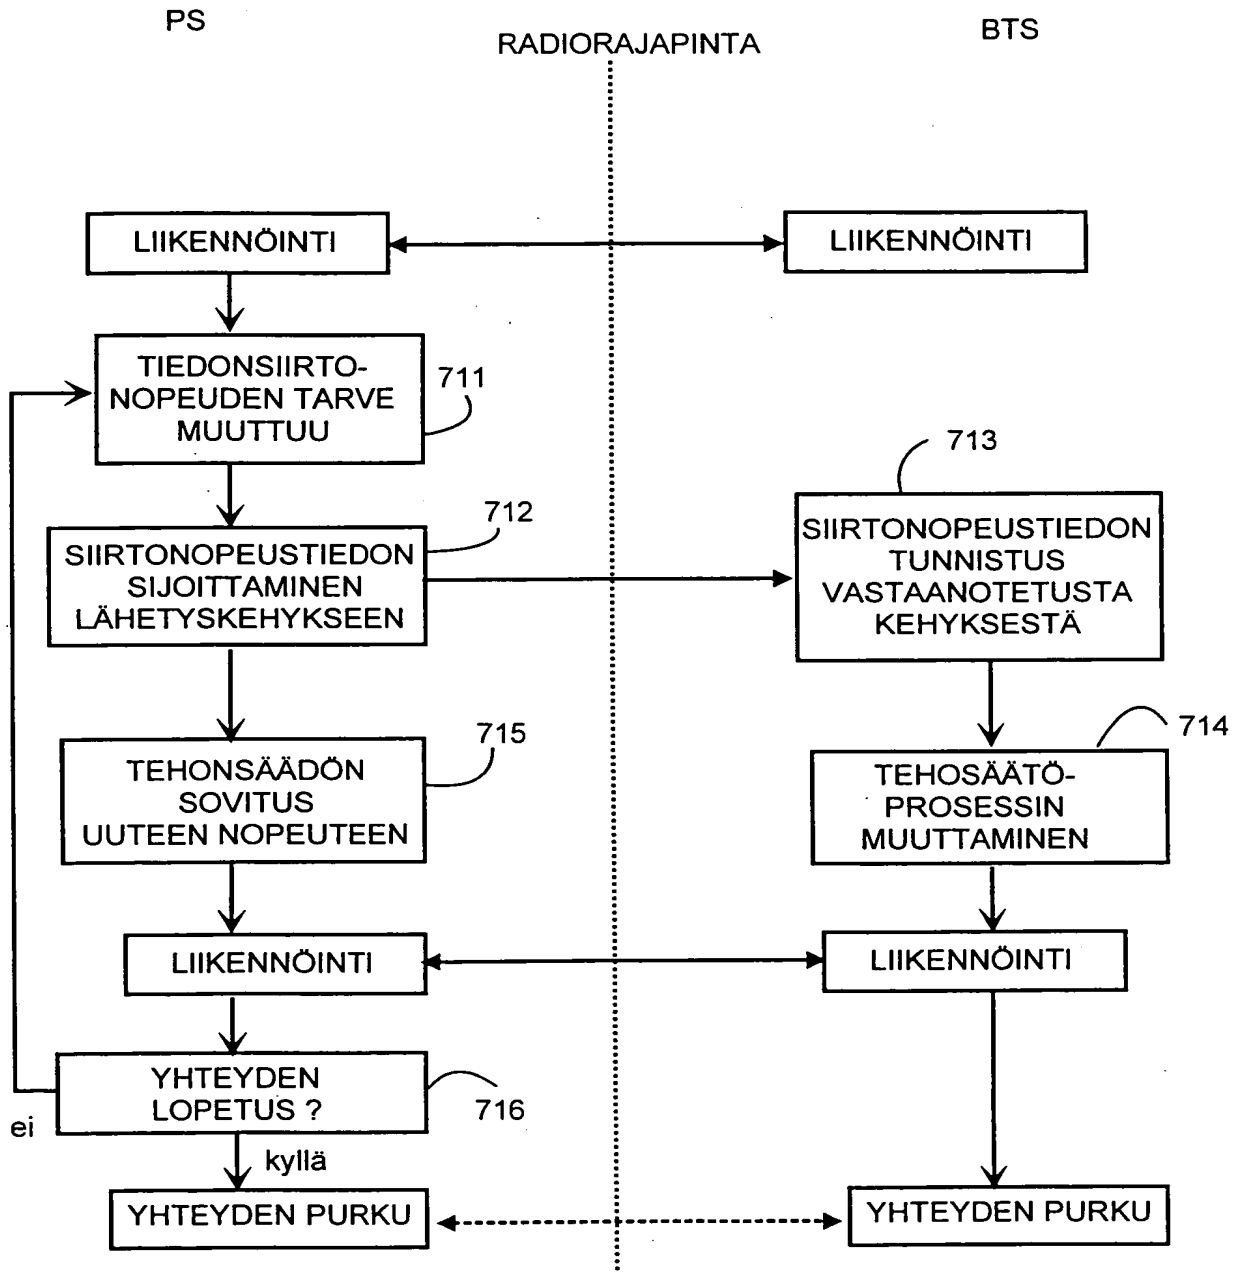 PS
RADIORAJAPINTA
BTS
LIIKENNÖINTI
LIIKENNÖINTI
TIEDONSIIRTO-
NOPEUDEN TARVE
MUUTTUU
711
SIIRTONOPEUSTIEDON
SIJOITTAMINEN
LÄHETYSKEHYKSEEN
712
713
SIIRTONOPEUSTIEDON
TUNNISTUS
VASTAANOTETUSTA
KEHYKSESTÄ
TEHONSÄÄDÖN
SOVITUS
UUTEEN NOPEUTEEN
715
714
TEHOSÄÄTÖ-
PROSESSIN
MUUTTAMINEN
LIIKENNÖINTI
LIIKENNÖINTI
YHTEYDEN
LOPETUS ?
716
ei
kyllä
YHTEYDEN PURKU
YHTEYDEN PURKU